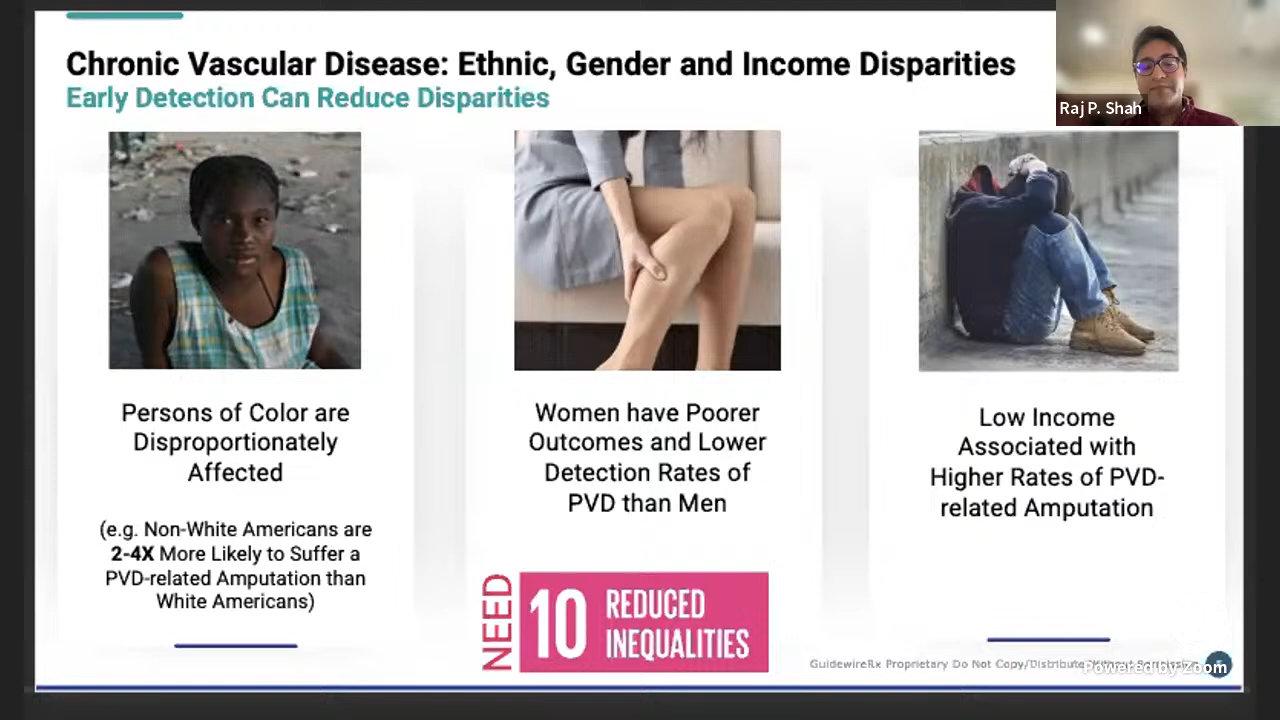 Chronic Vascular Disease: Ethnic, Gender and Income Disparities
Early Detection Can Reduce Disparities
Raj P. Shah
Persons of Color are
Disproportionately
Affected
(e.g. Non-White Americans are
2-4X More Likely to Suffer a
PVD-related Amputation than
White Americans)
Women have Poorer
Outcomes and Lower
Detection Rates of
PVD than Men
NEED
10 REDUCED
INEQUALITIES
Low Income
Associated with
Higher Rates of PVD-
related Amputation
GuidewireRx Proprietary Do Not Copy/Distribute
Powered by Zoom